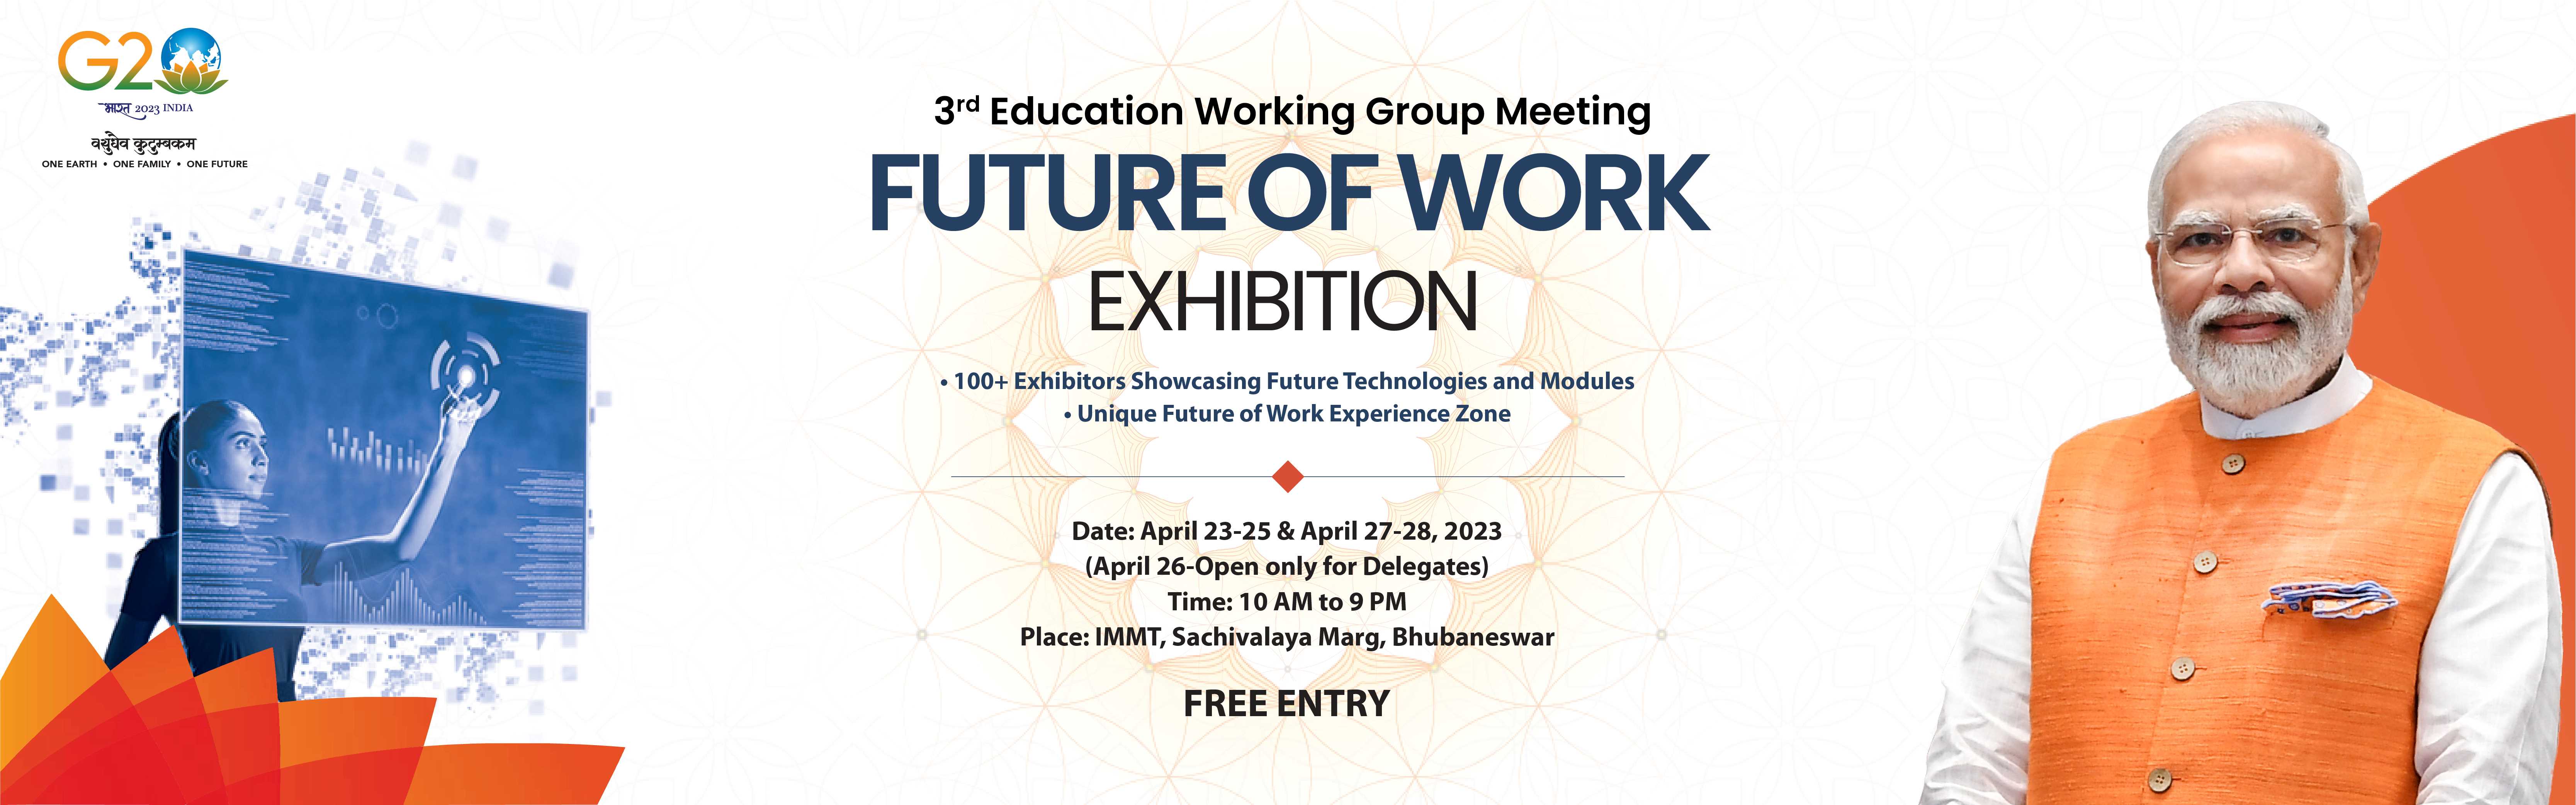 G20
भारत 2023 INDIA
वसुधैव कुटुम्बकम
ONE EARTH • ONE FAMILY • ONE FUTURE
3rd Education Working Group Meeting
FUTURE OF WORK
EXHIBITION
• 100+ Exhibitors Showcasing Future Technologies and Modules
• Unique Future of Work Experience Zone
Date: April 23-25 & April 27-28, 2023
(April 26-Open only for Delegates)
Time: 10 AM to 9 PM
Place: IMMT, Sachivalaya Marg, Bhubaneswar
FREE ENTRY